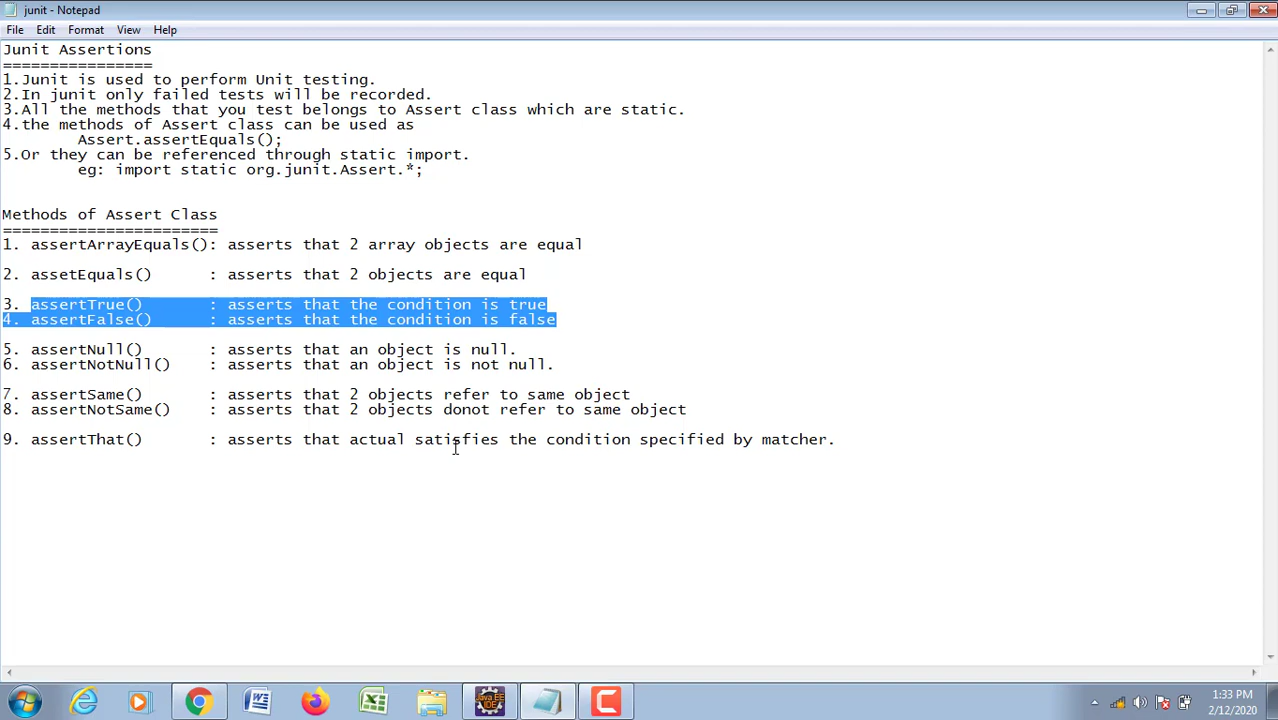 junit - Notepad
File Edit Format View Help
Junit Assertions
================
1.Junit is used to perform Unit testing.
2.In junit only failed tests will be recorded.
3.All the methods that you test belongs to Assert class which are static.
4.the methods of Assert class can be used as
Assert.assertEquals();
5.Or they can be referenced through static import.
eg: import static org.junit.Assert.*;
Methods of Assert Class
=======================
1. assertArrayEquals(): asserts that 2 array objects are equal
2. assetEquals() : asserts that 2 objects are equal
3. assertTrue() : asserts that the condition is true
4. assertFalse() : asserts that the condition is false
5. assertNull() : asserts that an object is null.
6. assertNotNull() : asserts that an object is not null.
7. assertSame() : asserts that 2 objects refer to same object
8. assertNotSame() : asserts that 2 objects donot refer to same object
9. assertThat() : asserts that actual satisfies the condition specified by matcher.
Java EE
IDE
1:33 PM
2/12/2020